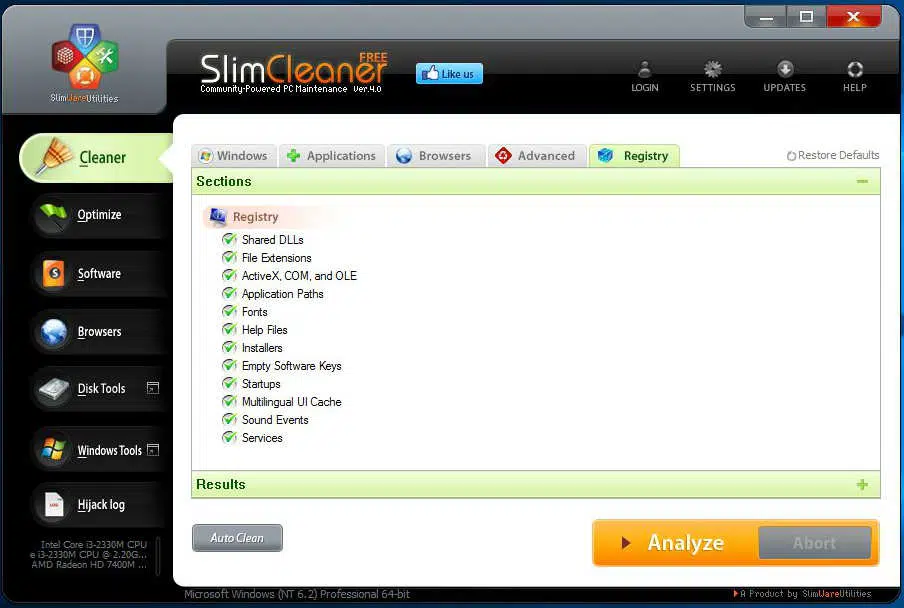 SlimWareUtilities
SlimCleaner FREE
Community-Powered PC Maintenance Ver.4.0
Like us
LOGIN
SETTINGS
UPDATES
HELP
Cleaner
Optimize
Software
Browsers
Disk Tools
Windows Tools
Hijack log
Intel Core i3-2330M CPU
e i3-2330M CPU @ 2.20G...
AMD Radeon HD 7400M ...
Windows
Applications
Browsers
Advanced
Registry
Restore Defaults
Sections
Registry
Shared DLLs
File Extensions
ActiveX, COM, and OLE
Application Paths
Fonts
Help Files
Installers
Empty Software Keys
Startups
Multilingual UI Cache
Sound Events
Services
Results
Auto Clean
Analyze
Abort
Microsoft Windows (NT 6.2) Professional 64-bit
A Product by SlimWareUtilities